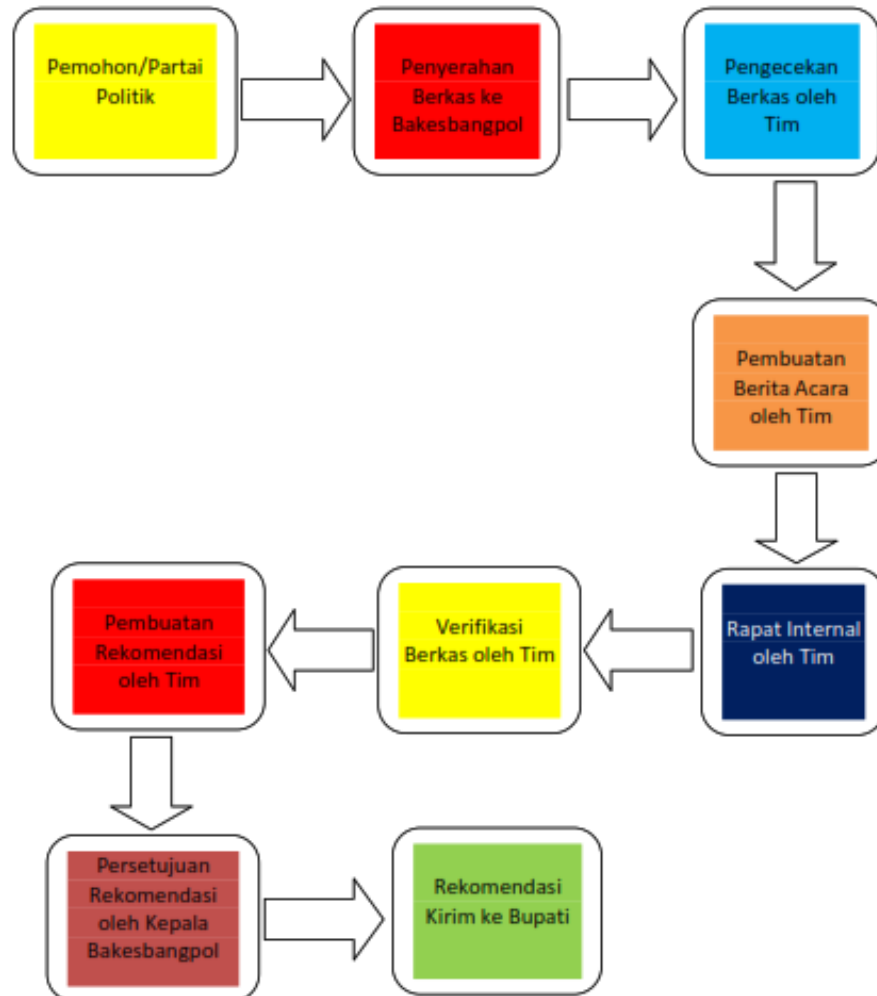 Pemohon/Partai
Politik
Penyerahan
Berkas ke
Bakesbangpol
Pengecekan
Berkas oleh
Tim
Pembuatan
Berita Acara
oleh Tim
Rapat Internal
oleh Tim
Verifikasi
Berkas oleh Tim
Pembuatan
Rekomendasi
oleh Tim
Persetujuan
Rekomendasi
oleh Kepala
Bakesbangpol
Rekomendasi
Kirim ke Bupati